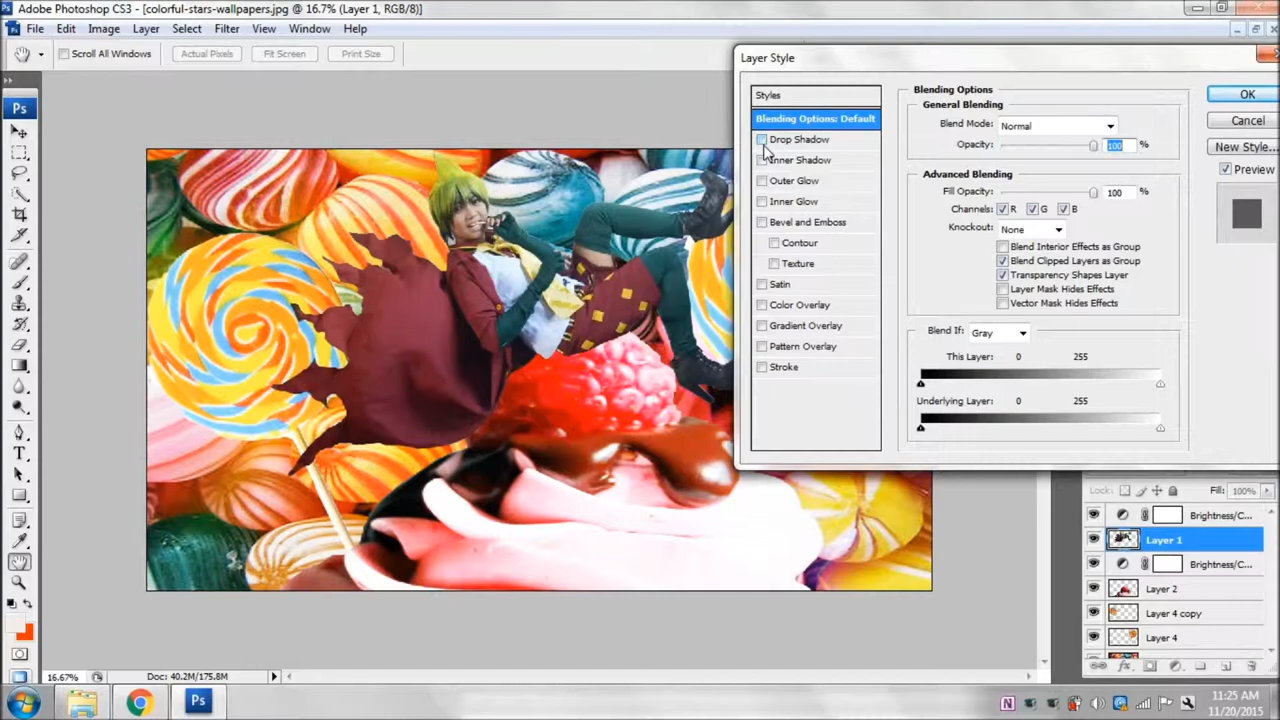 Adobe Photoshop CS3 - [colorful-stars-wallpapers.jpg @ 16.7% (Layer 1, RGB/8)]
File Edit Image Layer Select Filter View Window Help
Scroll All Windows Actual Pixels Fit Screen Print Size
Layer Style
Styles
Blending Options: Default
Drop Shadow
Inner Shadow
Outer Glow
Inner Glow
Bevel and Emboss
Contour
Texture
Satin
Color Overlay
Gradient Overlay
Pattern Overlay
Stroke
Blending Options
General Blending
Blend Mode: Normal
Opacity: 100 %
Advanced Blending
Fill Opacity: 100 %
Channels: R G B
Knockout: None
Blend Interior Effects as Group
Blend Clipped Layers as Group
Transparency Shapes Layer
Layer Mask Hides Effects
Vector Mask Hides Effects
Blend If: Gray
This Layer: 0 255
Underlying Layer: 0 255
OK
Cancel
New Style...
Preview
Ps
T
Lock: Fill: 100%
Brightness/C...
Layer 1
Brightness/C...
Layer 2
Layer 4 copy
Layer 4
fx
16.67% Doc: 40.2M/175.8M
Ps
N
11:25 AM
11/20/2015